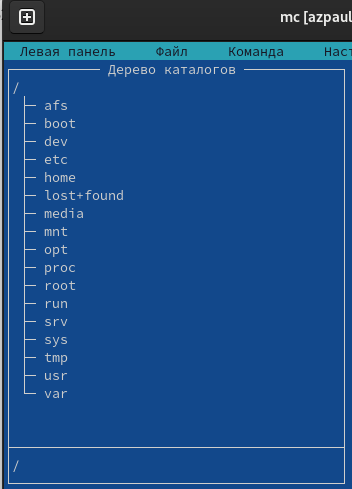 mc [azpaul
Левая панель Файл Команда Наст
Дерево каталогов
/
afs
boot
dev
etc
home
lost+found
media
mnt
opt
proc
root
run
srv
sys
tmp
usr
var
/